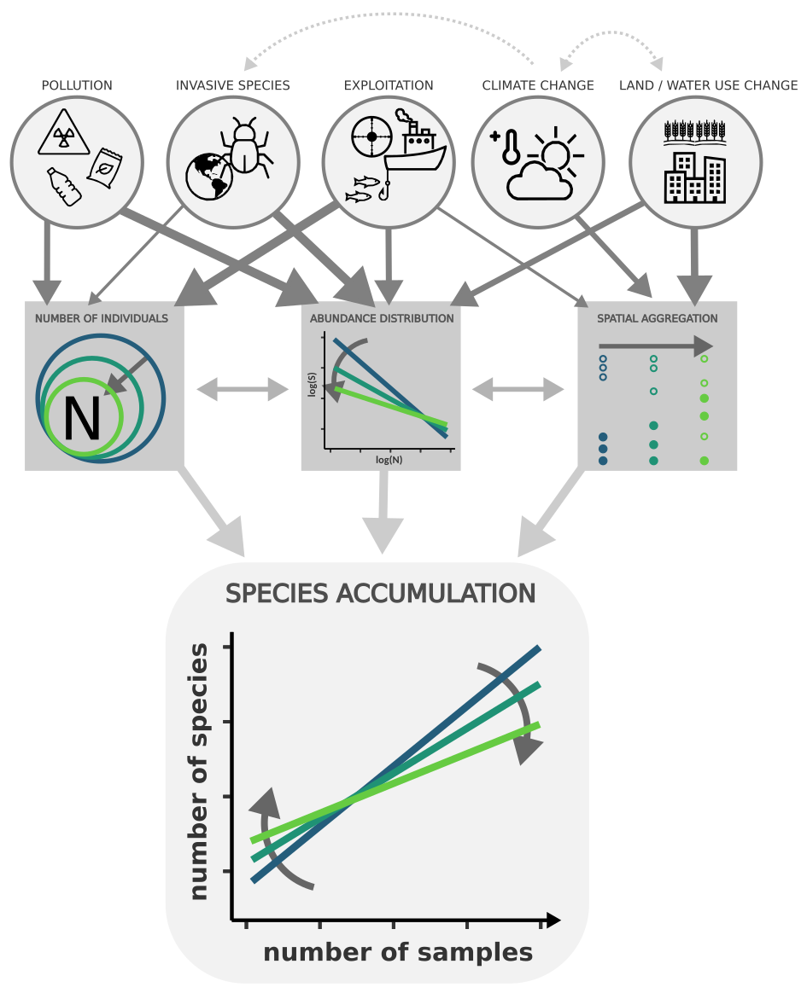 POLLUTION
INVASIVE SPECIES
EXPLOITATION
CLIMATE CHANGE
LAND / WATER USE CHANGE
NUMBER OF INDIVIDUALS
N
ABUNDANCE DISTRIBUTION
log(S)
log(N)
SPATIAL AGGREGATION
SPECIES ACCUMULATION
number of species
number of samples